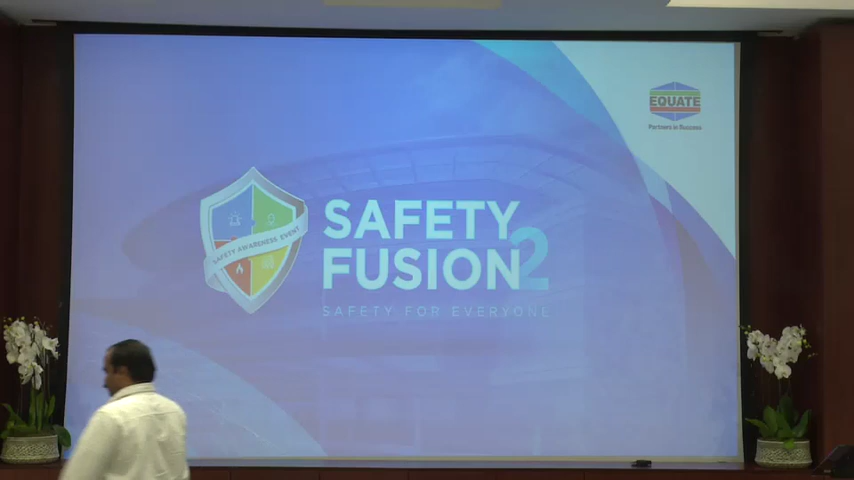 EQUATE
Partners in Success
SAFETY AWARENESS EVENT
SAFETY
FUSION2
SAFETY FOR EVERYONE